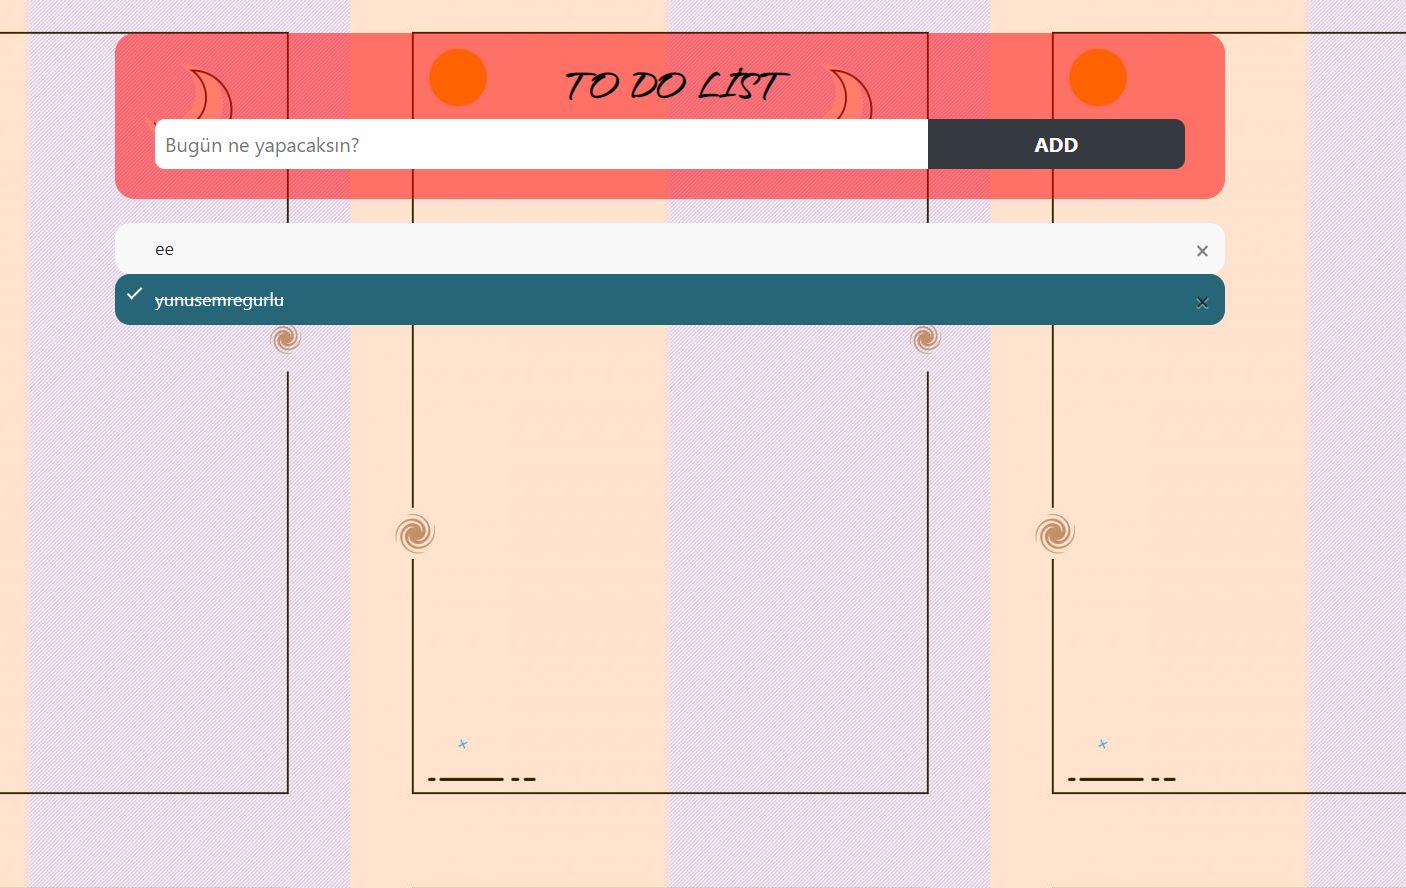 TO DO LİST
Bugün ne yapacaksın?
ADD
ee
×
yunusemregurlu
×